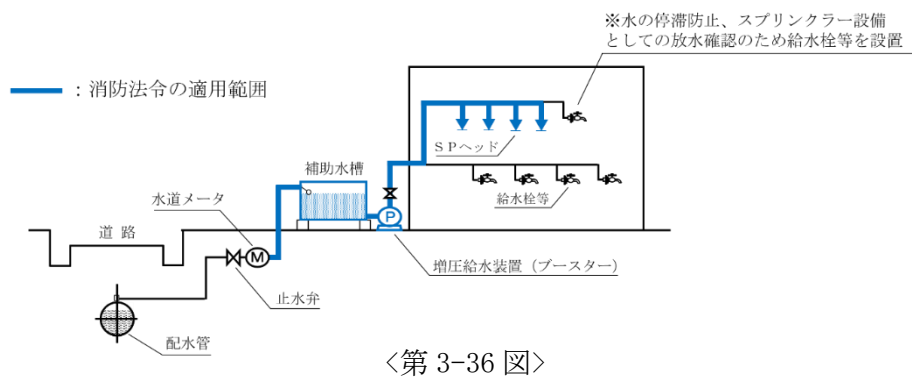 ※水の停滞防止、スプリンクラー設備
としての放水確認のため給水栓等を設置
：消防法令の適用範囲
SPヘッド
補助水槽
水道メータ
給水栓等
P
道路
M
増圧給水装置（ブースター）
止水弁
配水管
<第 3-36 図>